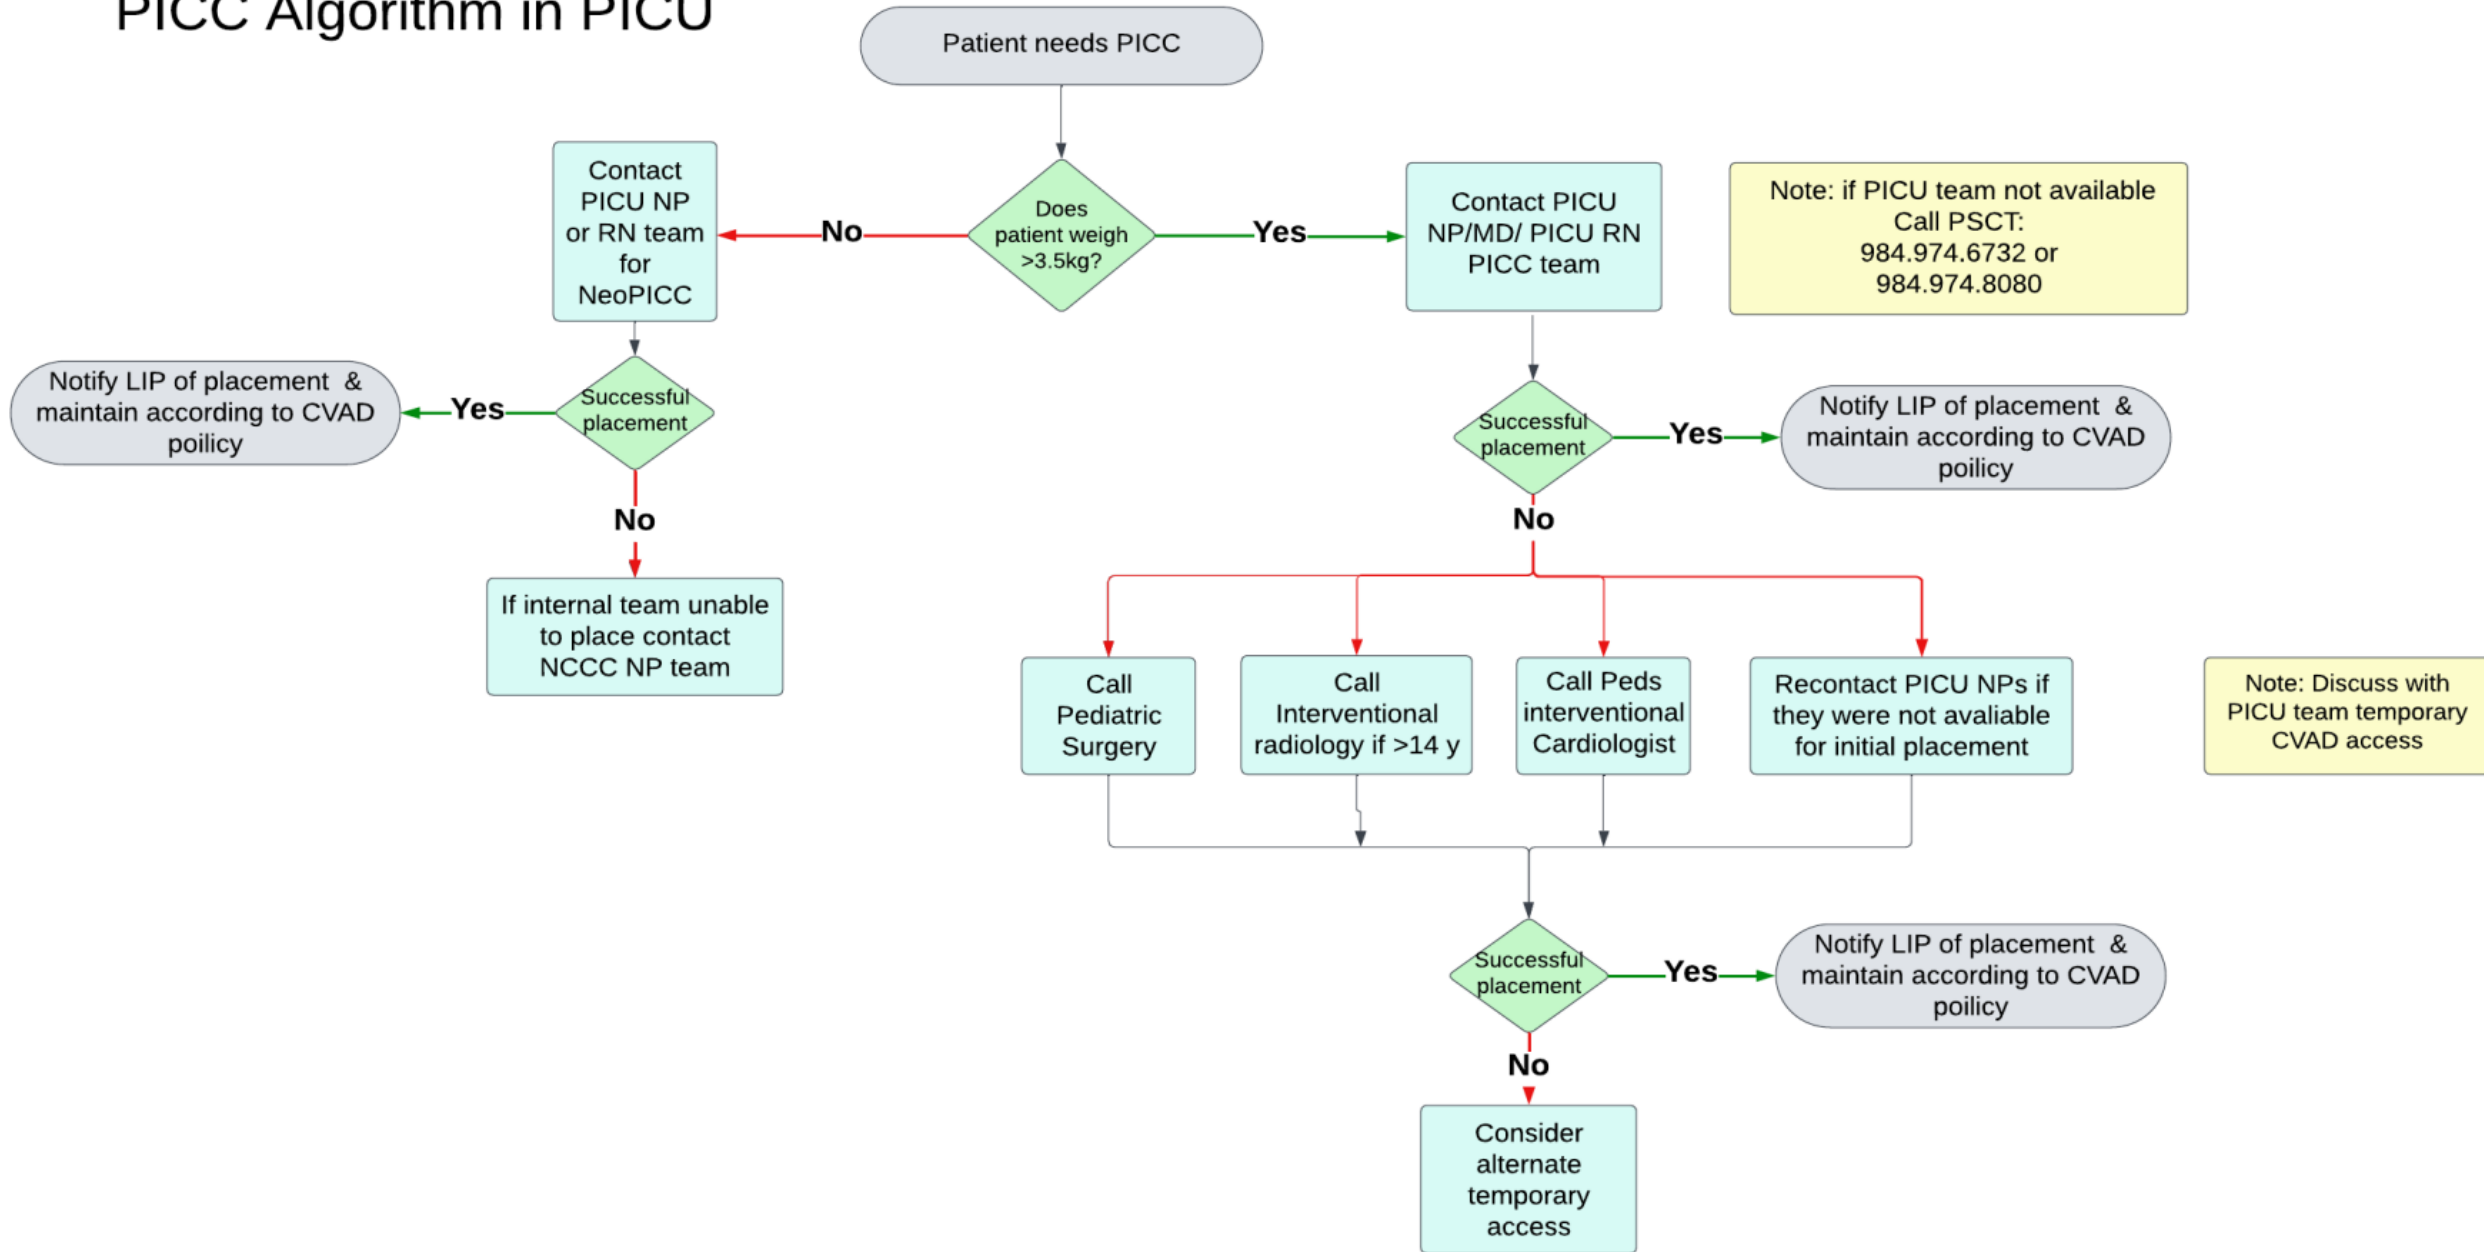 PICC Algorithm in PICU
Patient needs PICC
Contact
PICU NP
or RN team
for
NeoPICC
No
Does
patient weigh
>3.5kg?
Yes
Contact PICU
NP/MD/ PICU RN
PICC team
Note: if PICU team not available
Call PSCT:
984.974.6732 or
984.974.8080
Notify LIP of placement &
maintain according to CVAD
poilicy
Yes
Successful
placement
Successful
placement
Yes
Notify LIP of placement &
maintain according to CVAD
poilicy
No
No
If internal team unable
to place contact
NCCC NP team
Call
Pediatric
Surgery
Call
Interventional
radiology if >14 y
Call Peds
interventional
Cardiologist
Recontact PICU NPs if
they were not avaliable
for initial placement
Note: Discuss with
PICU team temporary
CVAD access
Successful
placement
Yes
Notify LIP of placement &
maintain according to CVAD
poilicy
No
Consider
alternate
temporary
access